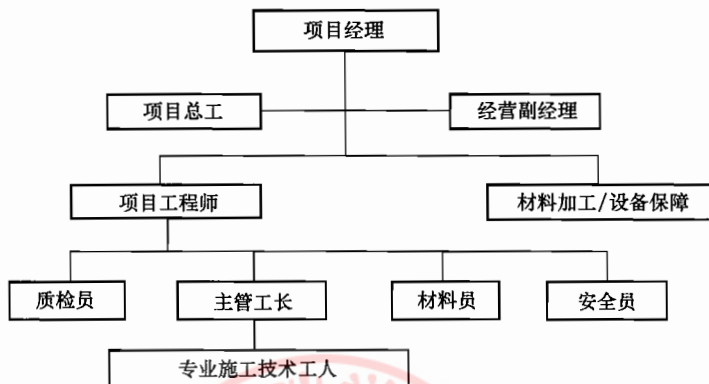 项目经理
项目总工
经营副经理
项目工程师
材料加工/设备保障
质检员
主管工长
材料员
安全员
专业施工技术工人